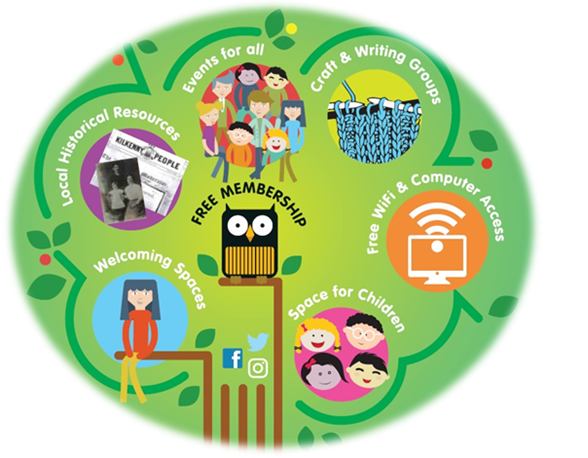 Events for all
Craft & Writing Groups
Local Historical Resources
KILKENNY PEOPLE
FREE MEMBERSHIP
Free WiFi & Computer Access
Welcoming Spaces
Space for Children
f